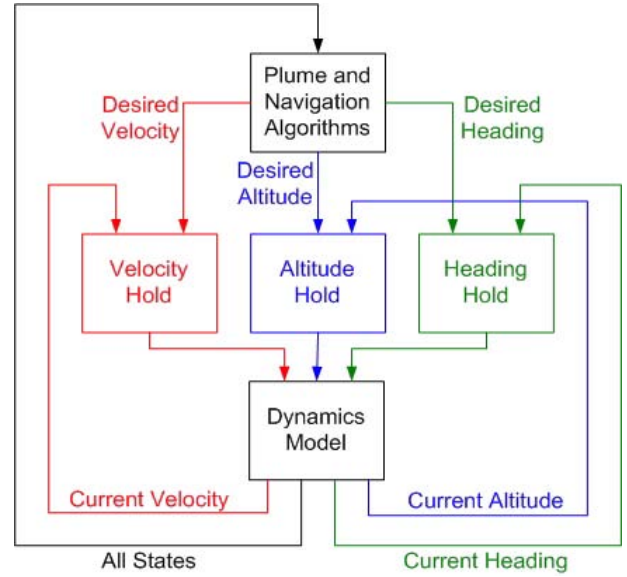 Plume and
Navigation
Algorithms
Desired
Velocity
Desired
Heading
Desired
Altitude
Velocity
Hold
Altitude
Hold
Heading
Hold
Dynamics
Model
Current Velocity
Current Altitude
All States
Current Heading